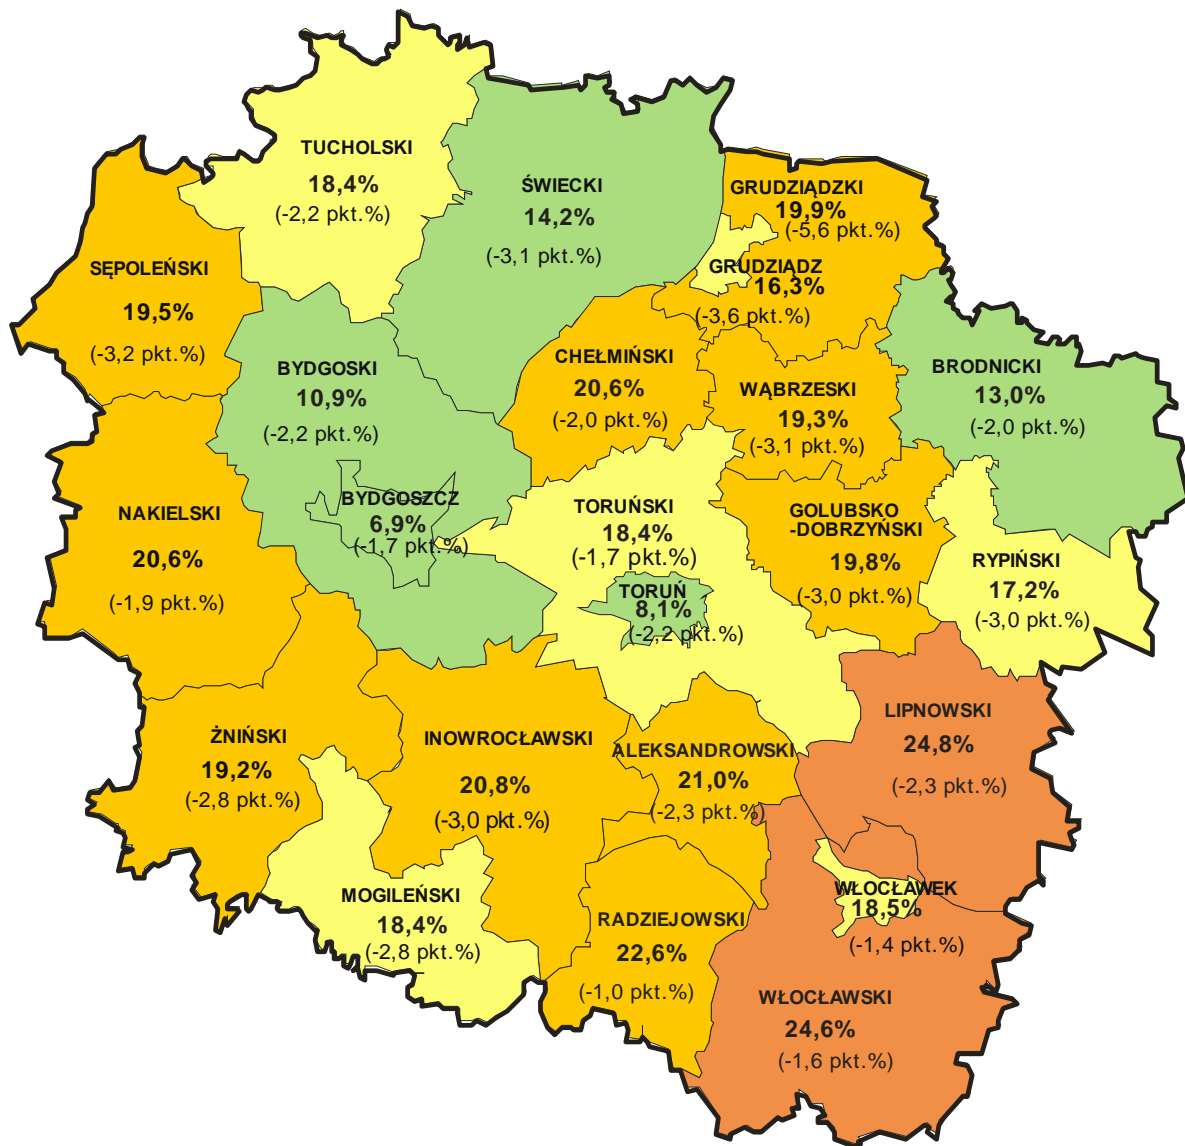 TUCHOLSKI
18,4%
(-2,2 pkt.%)
ŚWIECKI
14,2%
(-3,1 pkt.%)
GRUDZIĄDZKI
19,9%
(-5,6 pkt.%)
GRUDZIĄDZ
16,3%
(-3,6 pkt.%)
SĘPOLEŃSKI
19,5%
(-3,2 pkt.%)
BYDGOSKI
10,9%
(-2,2 pkt.%)
CHEŁMIŃSKI
20,6%
(-2,0 pkt.%)
WĄBRZESKI
19,3%
(-3,1 pkt.%)
BRODNICKI
13,0%
(-2,0 pkt.%)
NAKIELSKI
20,6%
(-1,9 pkt.%)
BYDGOSZCZ
6,9%
(-1,7 pkt.%)
TORUŃSKI
18,4%
(-1,7 pkt.%)
GOLUBSKO
-DOBRZYŃSKI
19,8%
(-3,0 pkt.%)
RYPIŃSKI
17,2%
(-3,0 pkt.%)
TORUŃ
8,1%
(-2,2 pkt.%)
ŻNIŃSKI
19,2%
(-2,8 pkt.%)
INOWROCŁAWSKI
20,8%
(-3,0 pkt.%)
ALEKSANDROWSKI
21,0%
(-2,3 pkt.%)
LIPNOWSKI
24,8%
(-2,3 pkt.%)
MOGILEŃSKI
18,4%
(-2,8 pkt.%)
RADZIEJOWSKI
22,6%
(-1,0 pkt.%)
WŁOCŁAWEK
18,5%
(-1,4 pkt.%)
WŁOCŁAWSKI
24,6%
(-1,6 pkt.%)